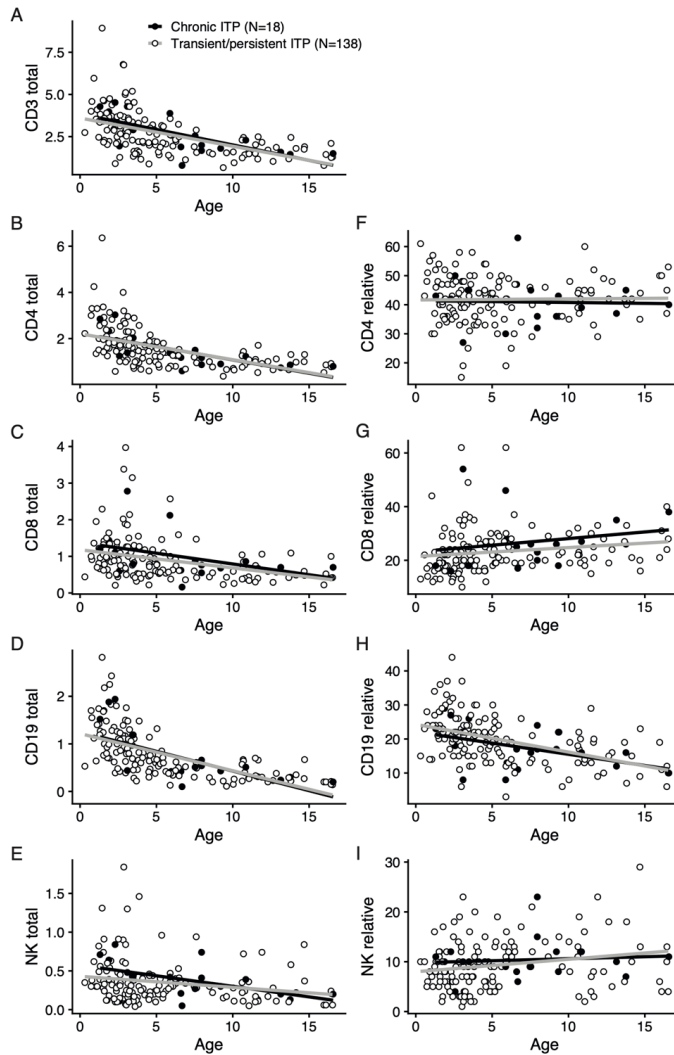 A
Chronic ITP (N=18)
Transient/persistent ITP (N=138)
CD3 total
7.5
5.0
2.5
0 5 10 15
Age
B
CD4 total
6
4
2
0 5 10 15
Age
F
CD4 relative
60
50
40
30
20
0 5 10 15
Age
C
CD8 total
4
3
2
1
0
0 5 10 15
Age
G
CD8 relative
60
40
20
0
0 5 10 15
Age
D
CD19 total
2
1
0
0 5 10 15
Age
H
CD19 relative
40
30
20
10
0
0 5 10 15
Age
E
NK total
1.5
1.0
0.5
0.0
0 5 10 15
Age
I
NK relative
30
20
10
0
0 5 10 15
Age